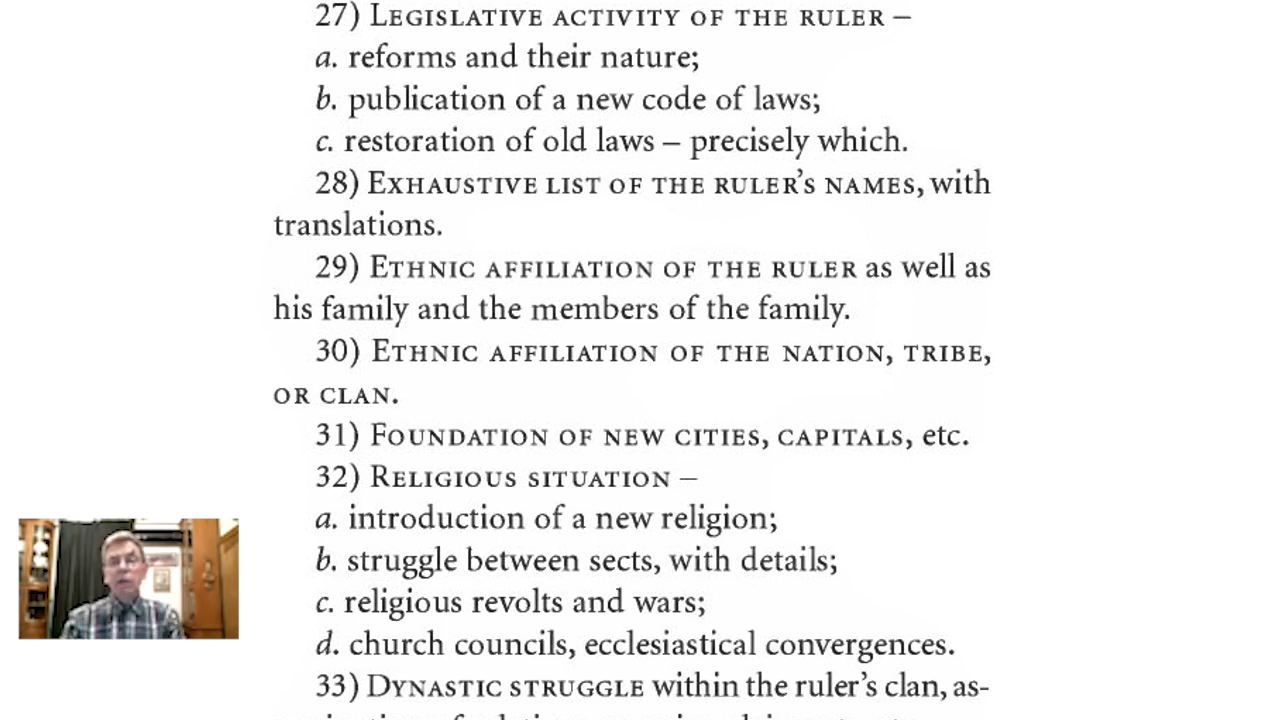 27) Legislative activity of the ruler –
a. reforms and their nature;
b. publication of a new code of laws;
c. restoration of old laws – precisely which.
28) Exhaustive list of the ruler’s names, with
translations.
29) Ethnic affiliation of the ruler as well as
his family and the members of the family.
30) Ethnic affiliation of the nation, tribe,
or clan.
31) Foundation of new cities, capitals, etc.
32) Religious situation –
a. introduction of a new religion;
b. struggle between sects, with details;
c. religious revolts and wars;
d. church councils, ecclesiastical convergences.
33) Dynastic struggle within the ruler’s clan, as-